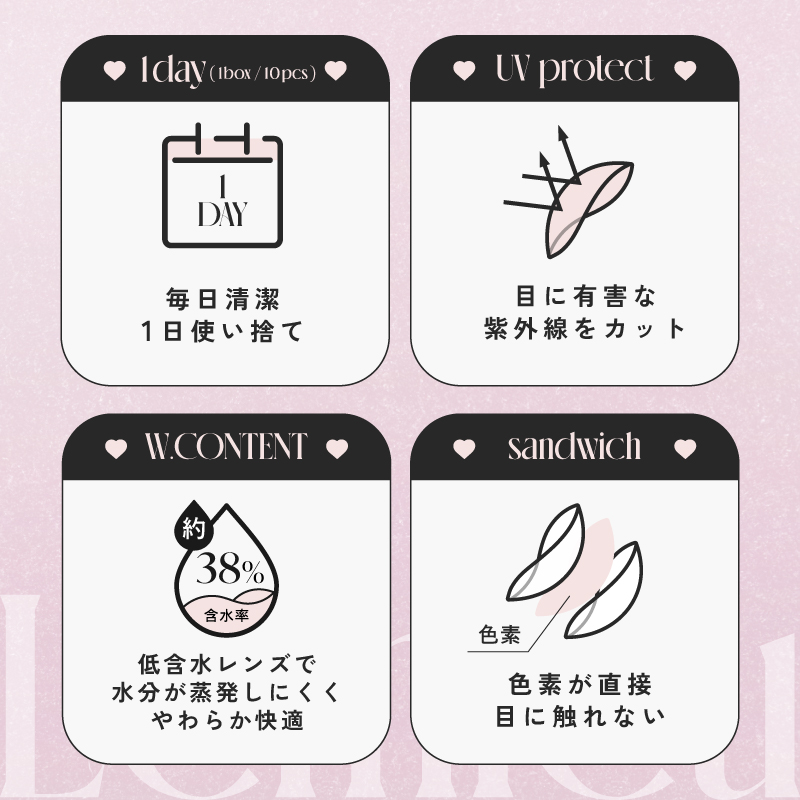 1day (1box / 10pcs)
1
DAY
毎日清潔
1日使い捨て
UV protect
目に有害な
紫外線をカット
W.CONTENT
約
38%
含水率
低含水レンズで
水分が蒸発しにくく
やわらか快適
sandwich
色素
色素が直接
目に触れない